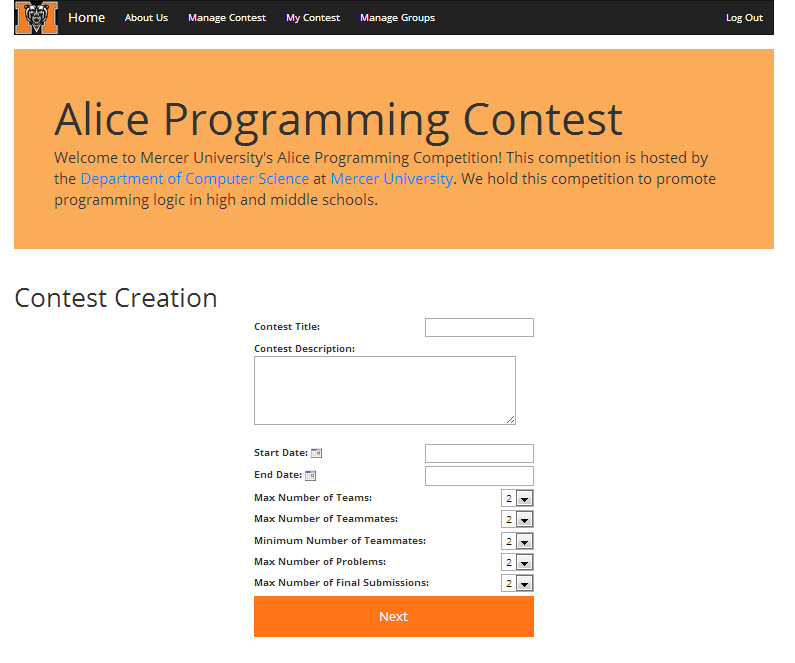 Home About Us Manage Contest My Contest Manage Groups Log Out
Alice Programming Contest
Welcome to Mercer University's Alice Programming Competition! This competition is hosted by
the Department of Computer Science at Mercer University. We hold this competition to promote
programming logic in high and middle schools.
Contest Creation
Contest Title:
Contest Description:
Start Date:
End Date:
Max Number of Teams: 2
Max Number of Teammates: 2
Minimum Number of Teammates: 2
Max Number of Problems: 2
Max Number of Final Submissions: 2
Next